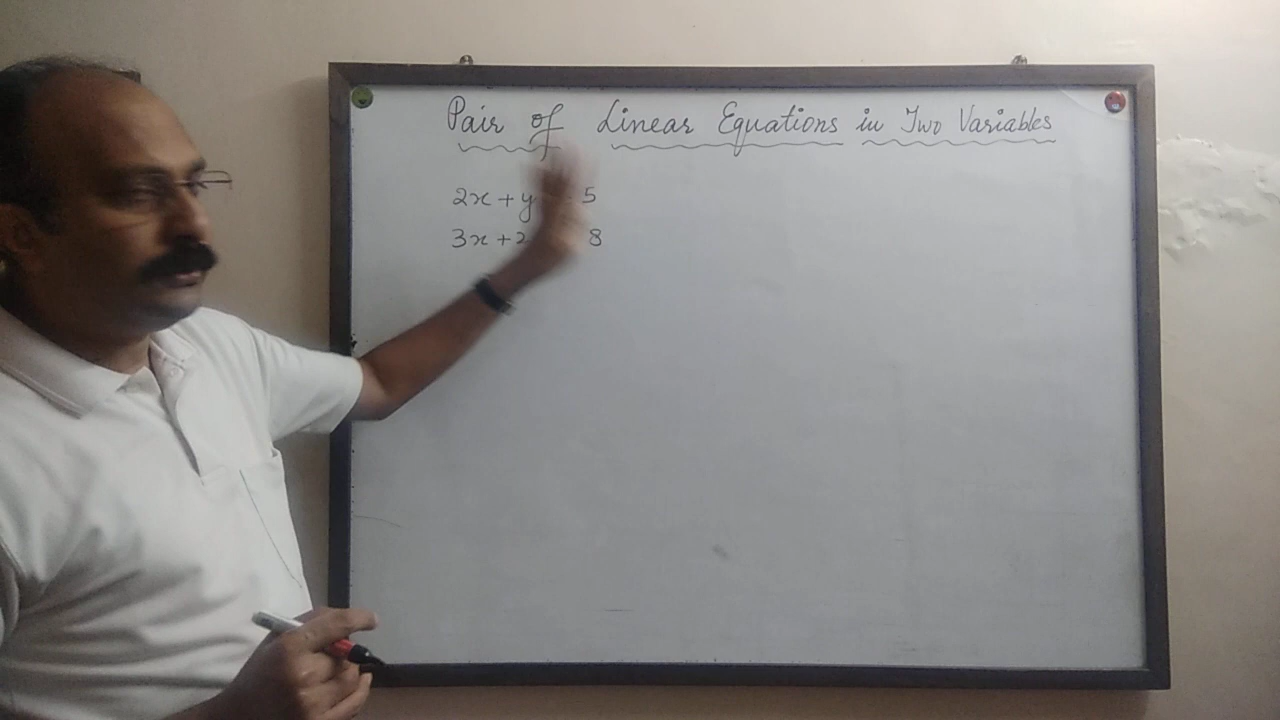 Pair of Linear Equations in Two Variables
2x + y 5
3x + 2 8